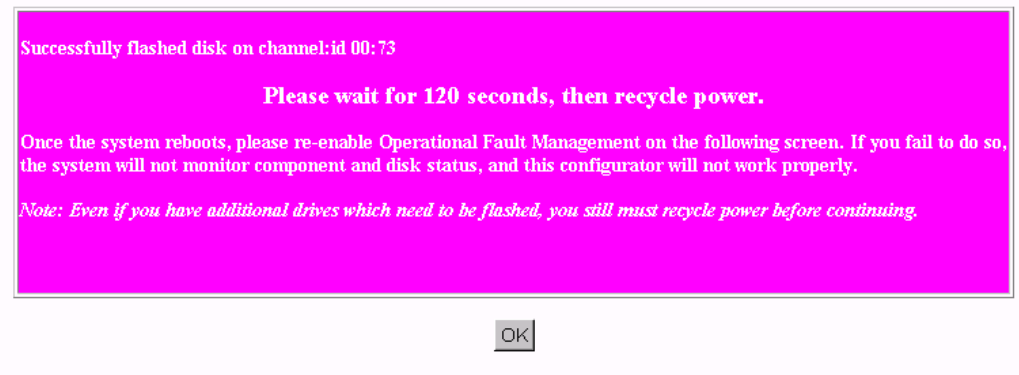 Successfully flashed disk on channel:id 00:73
Please wait for 120 seconds, then recycle power.
Once the system reboots, please re-enable Operational Fault Management on the following screen. If you fail to do so,
the system will not monitor component and disk status, and this configurator will not work properly.
Note: Even if you have additional drives which need to be flashed, you still must recycle power before continuing.
OK